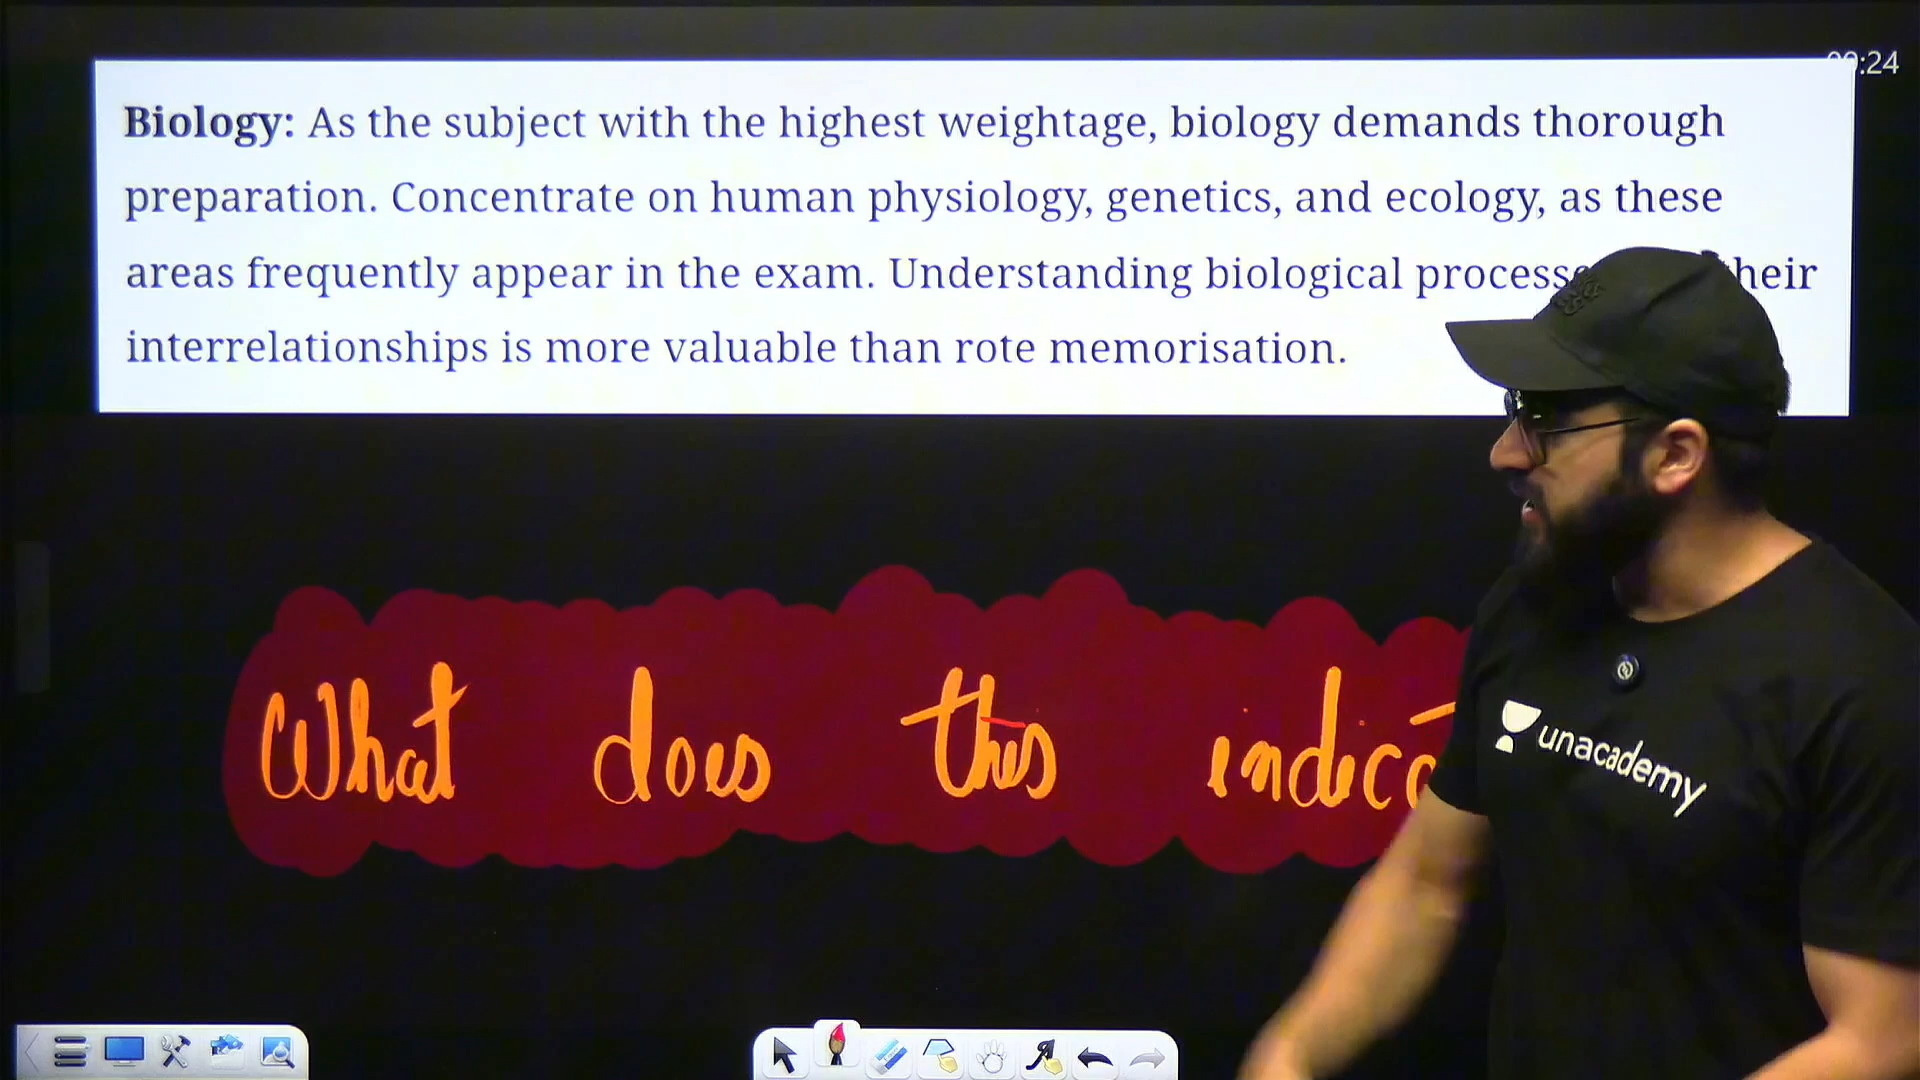 :24
Biology: As the subject with the highest weightage, biology demands thorough
preparation. Concentrate on human physiology, genetics, and ecology, as these
areas frequently appear in the exam. Understanding biological heir
interrelationships is more valuable than rote memorisation.
What does this
unacademy